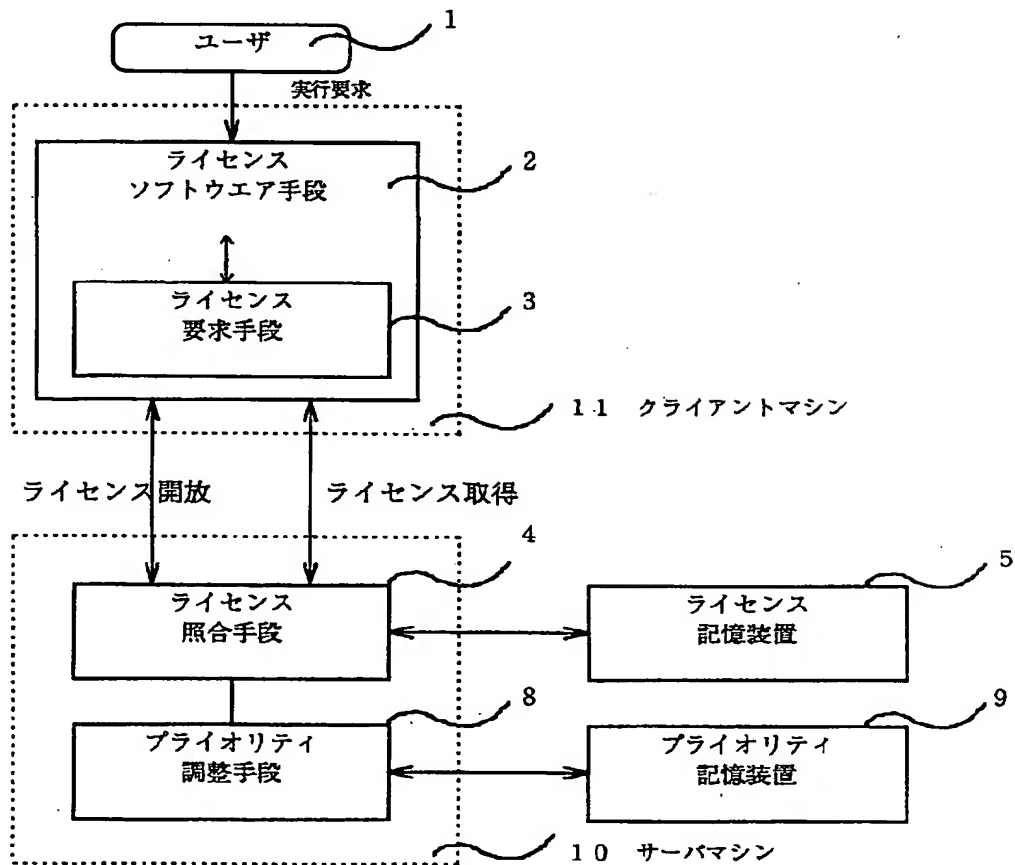 1
ユーザ
実行要求
2
ライセンス
ソフトウエア手段
3
ライセンス
要求手段
11 クライアントマシン
ライセンス開放
ライセンス取得
4
5
ライセンス
照合手段
ライセンス
記憶装置
8
9
プライオリティ
調整手段
プライオリティ
記憶装置
10 サーバマシン